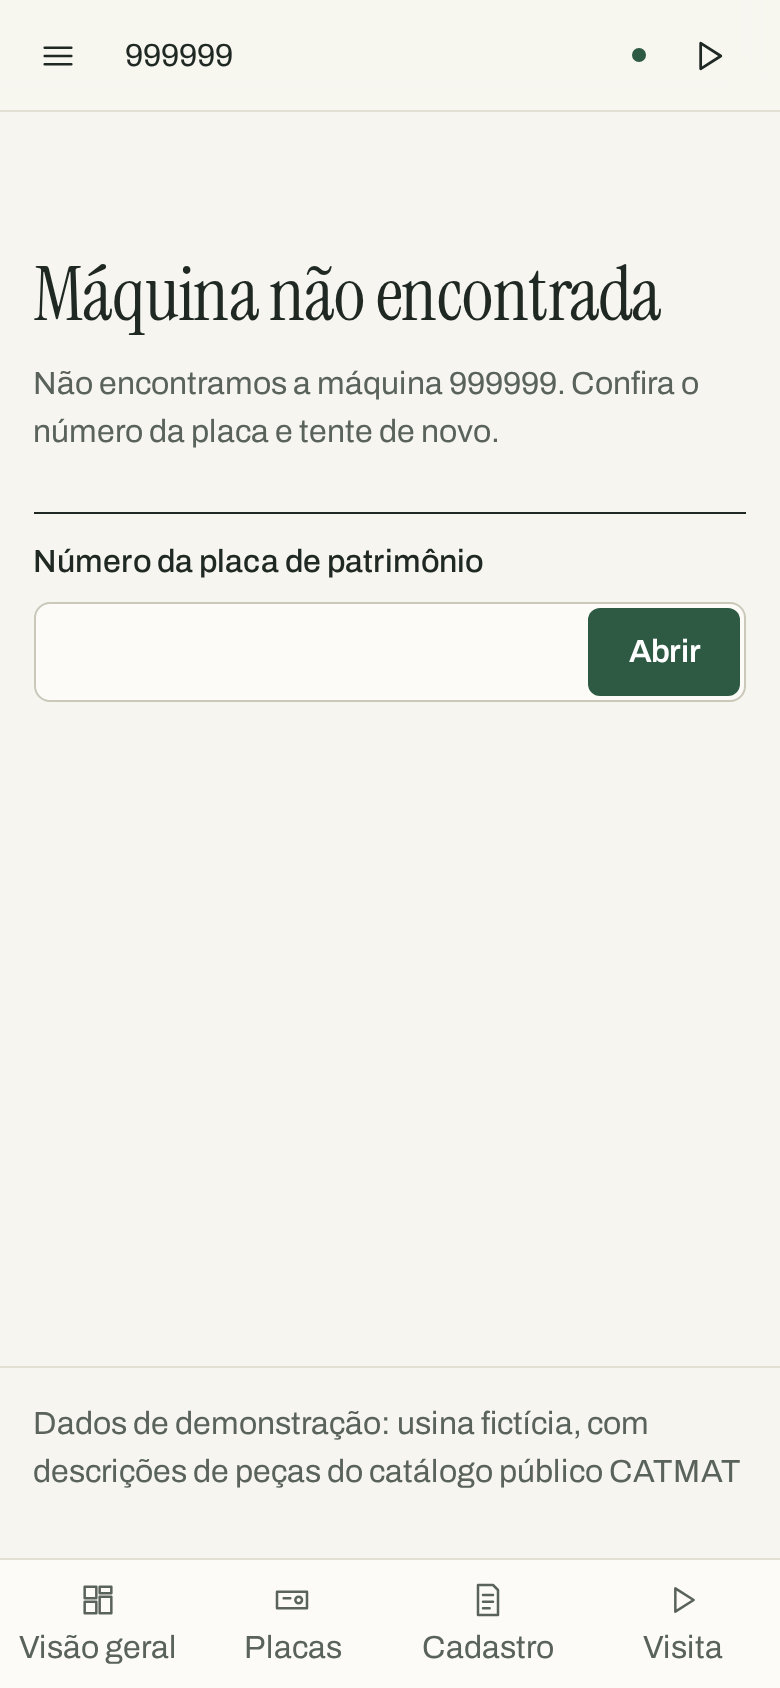 999999
Máquina não encontrada
Não encontramos a máquina 999999. Confira o
número da placa e tente de novo.
Número da placa de patrimônio
Abrir
Dados de demonstração: usina fictícia, com
descrições de peças do catálogo público CATMAT
Visão geral
Placas
Cadastro
Visita